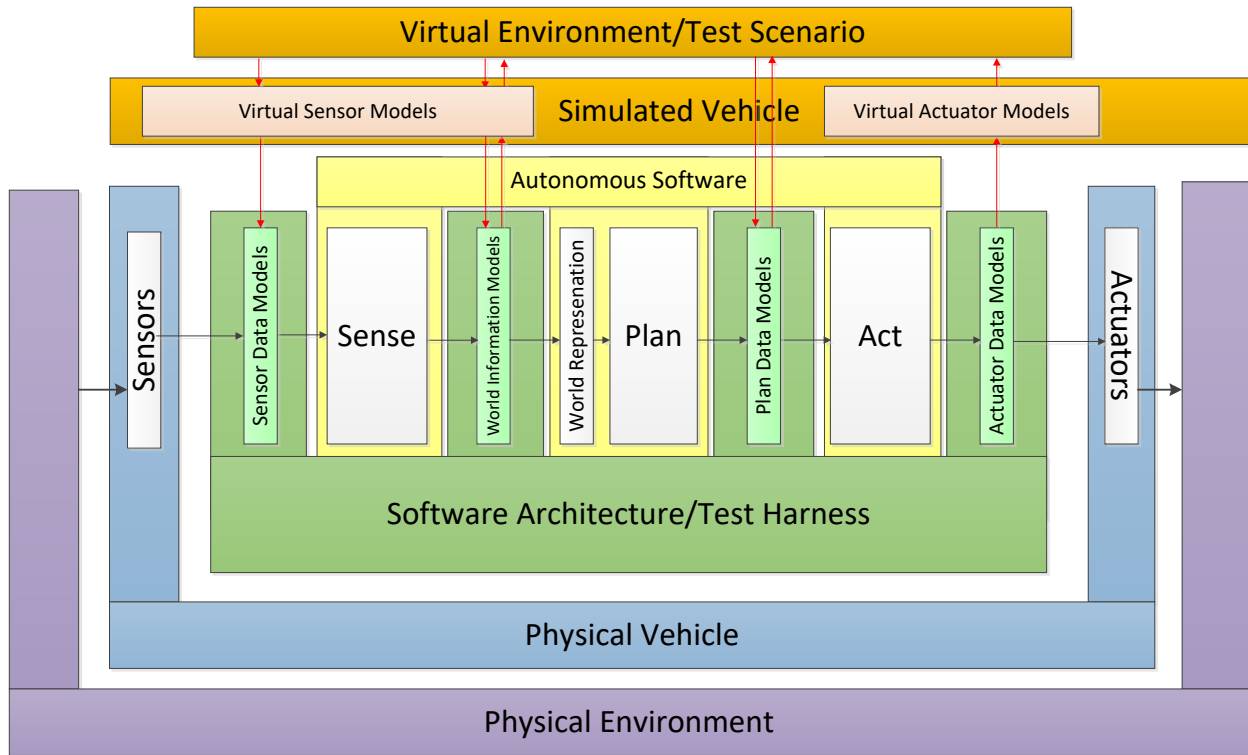 Virtual Environment/Test Scenario
Virtual Sensor Models
Simulated Vehicle
Virtual Actuator Models
Autonomous Software
Sensors
Sensor Data Models
Sense
World Information Models
World Represenation
Plan
Plan Data Models
Act
Actuator Data Models
Actuators
Software Architecture/Test Harness
Physical Vehicle
Physical Environment